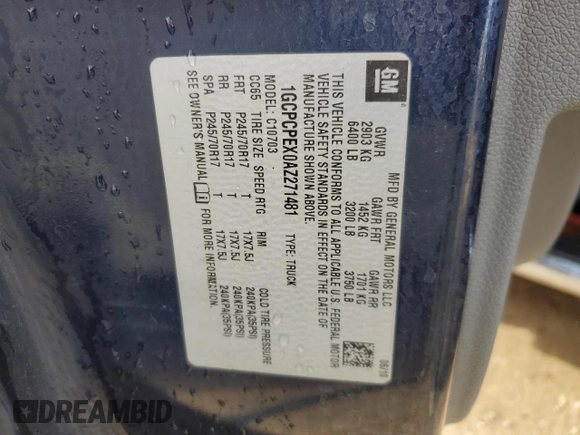 GM
MFD BY GENERAL MOTORS LLC
06/10
GVWR GAWR FRT GAWR RR
2903 KG 1452 KG 1701 KG
6400 LB 3200 LB 3750 LB
THIS VEHICLE CONFORMS TO ALL APPLICABLE U.S. FEDERAL MOTOR
VEHICLE SAFETY STANDARDS IN EFFECT ON THE DATE OF
MANUFACTURE SHOWN ABOVE.
1GCPCPEX0AZ271481 TYPE: TRUCK
MODEL: C10703
CC65 TIRE SIZE SPEED RTG RIM COLD TIRE PRESSURE
FRT P245/70R17 T 17X7.5J 240KPA(35PSI)
RR P245/70R17 T 17X7.5J 240KPA(35PSI)
SPA P245/70R17 T 17X7.5J 240KPA(35PSI)
SEE OWNER'S MANUAL i FOR MORE INFORMATION.
DREAMBID